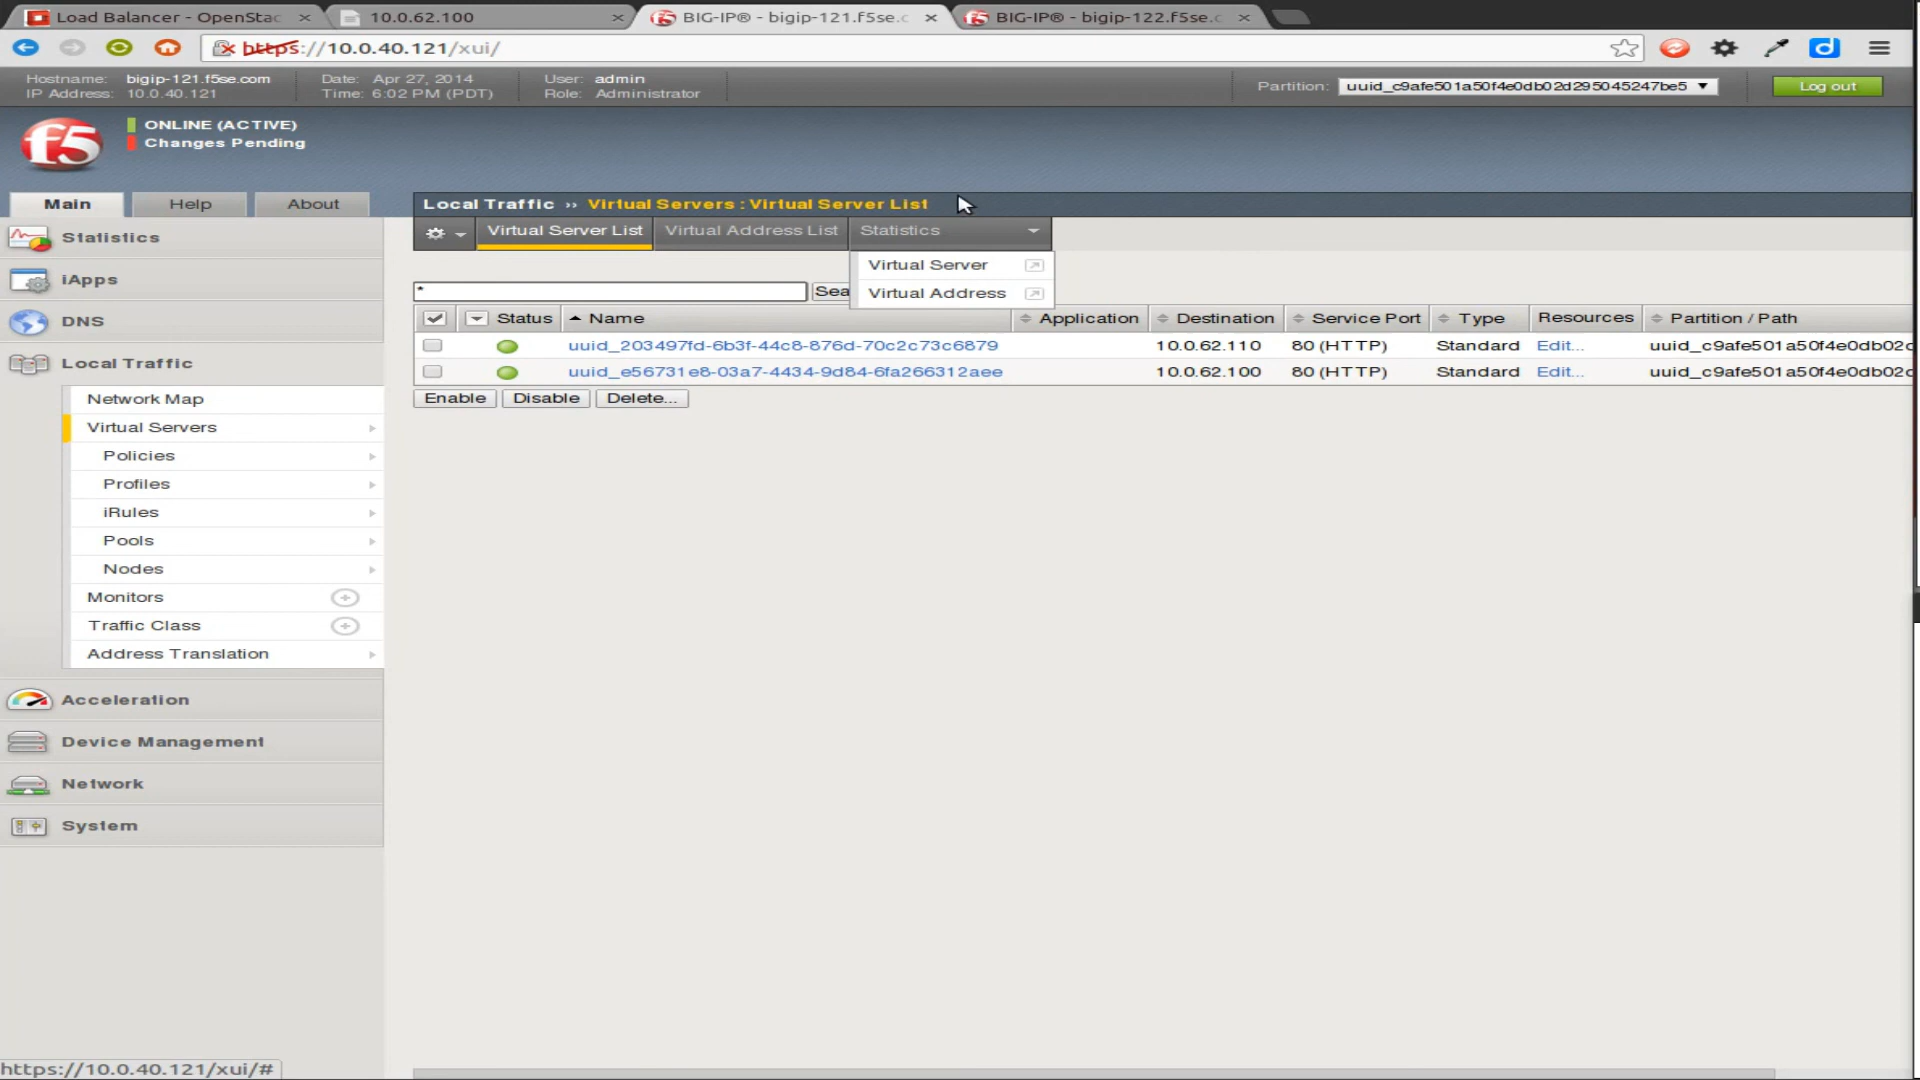 Load Balancer - OpenStac
10.0.62.100
BIG-IP® - bigip-121.f5se.c
BIG-IP® - bigip-122.f5se.c
https://10.0.40.121/xui/
Hostname: bigip-121.f5se.com Date: Apr 27, 2014 User: admin
IP Address: 10.0.40.121 Time: 6:02 PM (PDT) Role: Administrator
Partition: uuid_c9afe501a50f4e0db02d295045247be5 Log out
f5
ONLINE (ACTIVE)
Changes Pending
Main Help About
Local Traffic ›› Virtual Servers : Virtual Server List
Virtual Server List Virtual Address List Statistics
Virtual Server
Virtual Address
* Sea
Status Name Application Destination Service Port Type Resources Partition / Path
uuid_203497fd-6b3f-44c8-876d-70c2c73c6879 10.0.62.110 80 (HTTP) Standard Edit... uuid_c9afe501a50f4e0db02c
uuid_e56731e8-03a7-4434-9d84-6fa266312aee 10.0.62.100 80 (HTTP) Standard Edit... uuid_c9afe501a50f4e0db02c
Enable Disable Delete...
Statistics
iApps
DNS
Local Traffic
Network Map
Virtual Servers
Policies
Profiles
iRules
Pools
Nodes
Monitors
Traffic Class
Address Translation
Acceleration
Device Management
Network
System
https://10.0.40.121/xui/#